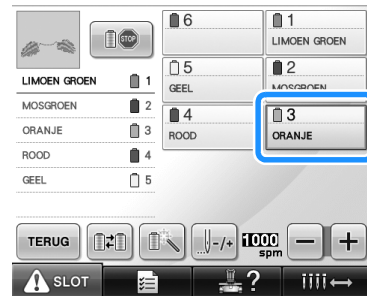 STOP
LIMOEN GROEN 1
MOSGROEN 2
ORANJE 3
ROOD 4
GEEL 5
6
1
LIMOEN GROEN
5
GEEL
2
MOSGROEN
4
ROOD
3
ORANJE
TERUG
-/+
1000
spm
− +
SLOT
?